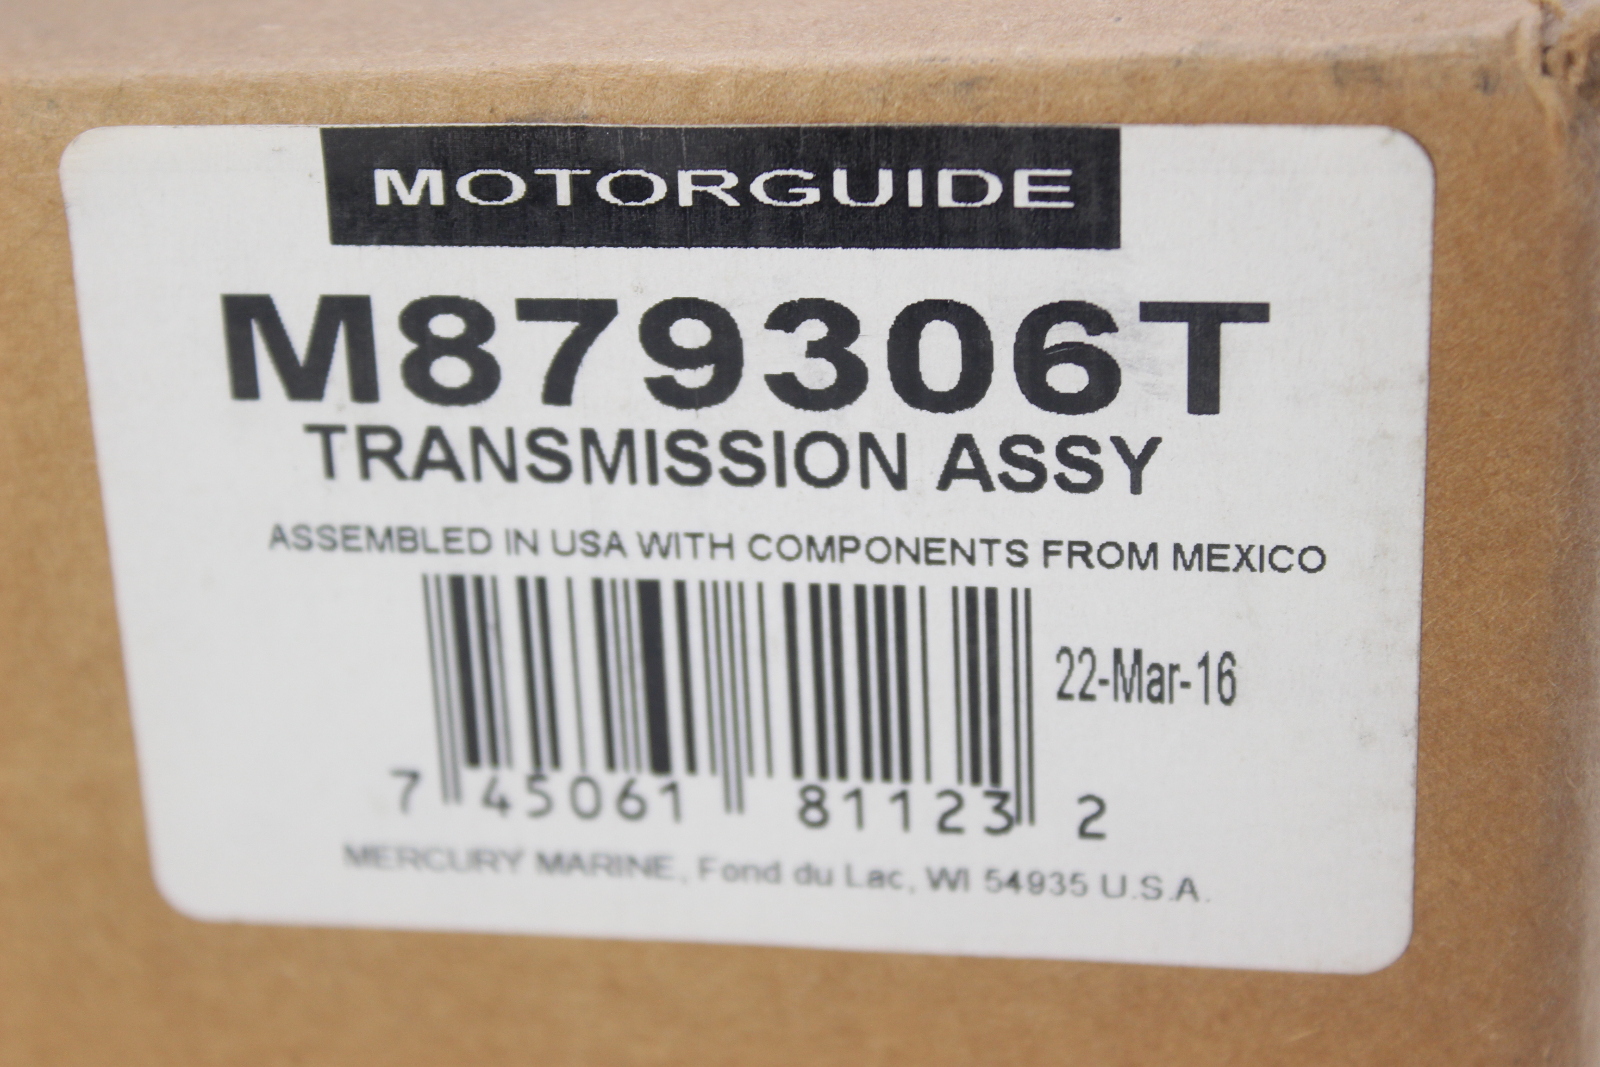 MOTORGUIDE
M879306T
TRANSMISSION ASSY
ASSEMBLED IN USA WITH COMPONENTS FROM MEXICO
22-Mar-16
7 45061 81123 2
MERCURY MARINE, Fond du Lac, WI 54935 U.S.A.